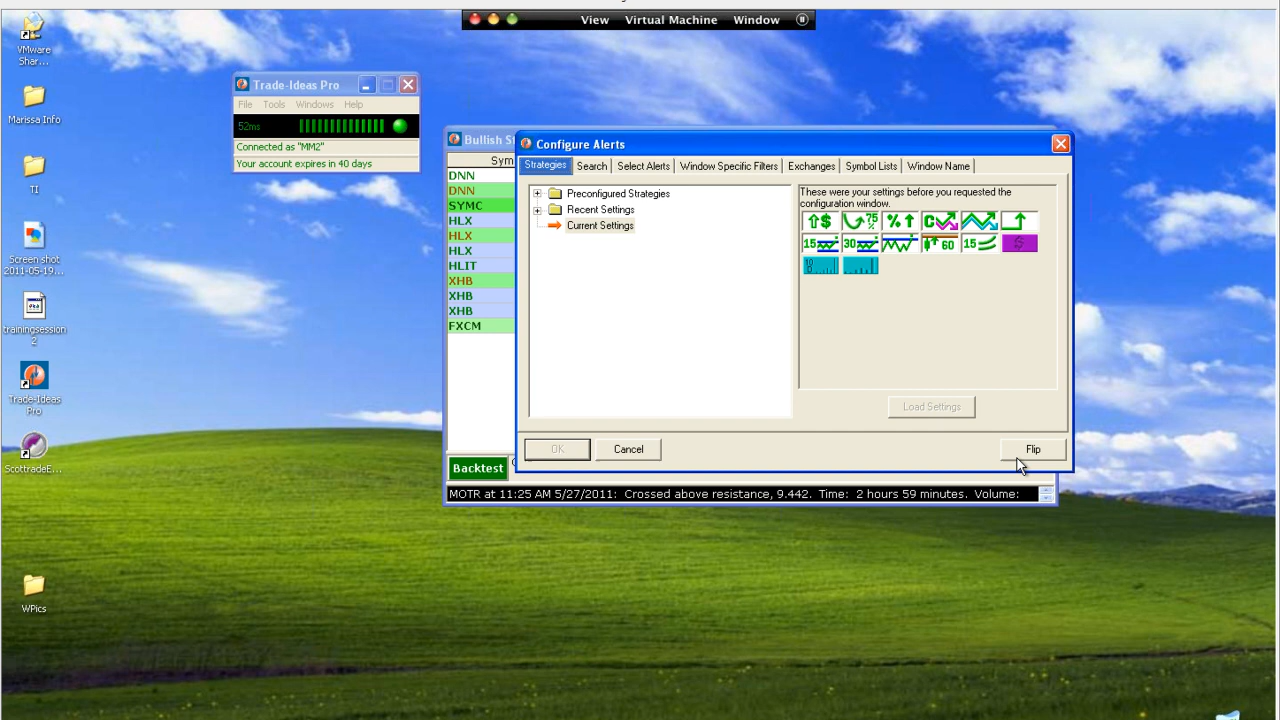 View Virtual Machine Window
VMware
Shar...
Marissa Info
TI
Screen shot
2011-05-19...
trainingsession
2
Trade-Ideas
Pro
ScottradeE...
WPics
Trade-Ideas Pro
File Tools Windows Help
52ms
Connected as "MM2"
Your account expires in 40 days
Bullish S
Sym
DNN
DNN
SYMC
HLX
HLX
HLX
HLIT
XHB
XHB
XHB
FXCM
Backtest
MOTR at 11:25 AM 5/27/2011: Crossed above resistance, 9.442. Time: 2 hours 59 minutes. Volume:
Configure Alerts
Strategies Search Select Alerts Window Specific Filters Exchanges Symbol Lists Window Name
Preconfigured Strategies
Recent Settings
Current Settings
These were your settings before you requested the
configuration window.
$ 75 % % C
15 30 60 15 $
Load Settings
OK Cancel Flip